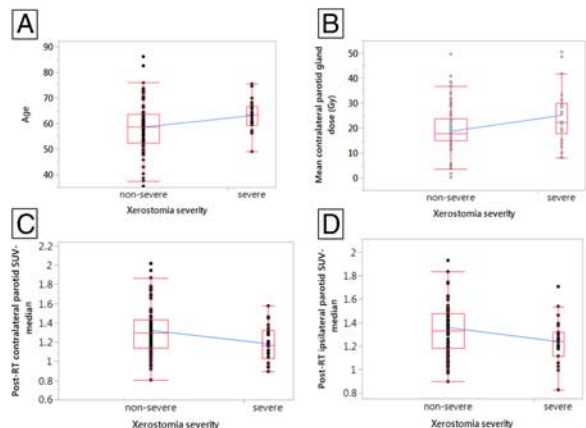 A
Age
90
80
70
60
50
40
non-severe
severe
Xerostomia severity
B
Mean contralateral parotid gland
dose (Gy)
50
40
30
20
10
0
non-severe
severe
Xerostomia severity
C
Post-RT contralateral parotid SUV-
median
2.2
2
1.8
1.6
1.4
1.2
1
0.8
0.6
non-severe
severe
Xerostomia severity
D
Post-RT ipsilateral parotid SUV-
median
2
1.8
1.6
1.4
1.2
1
0.8
non-severe
severe
Xerostomia severity